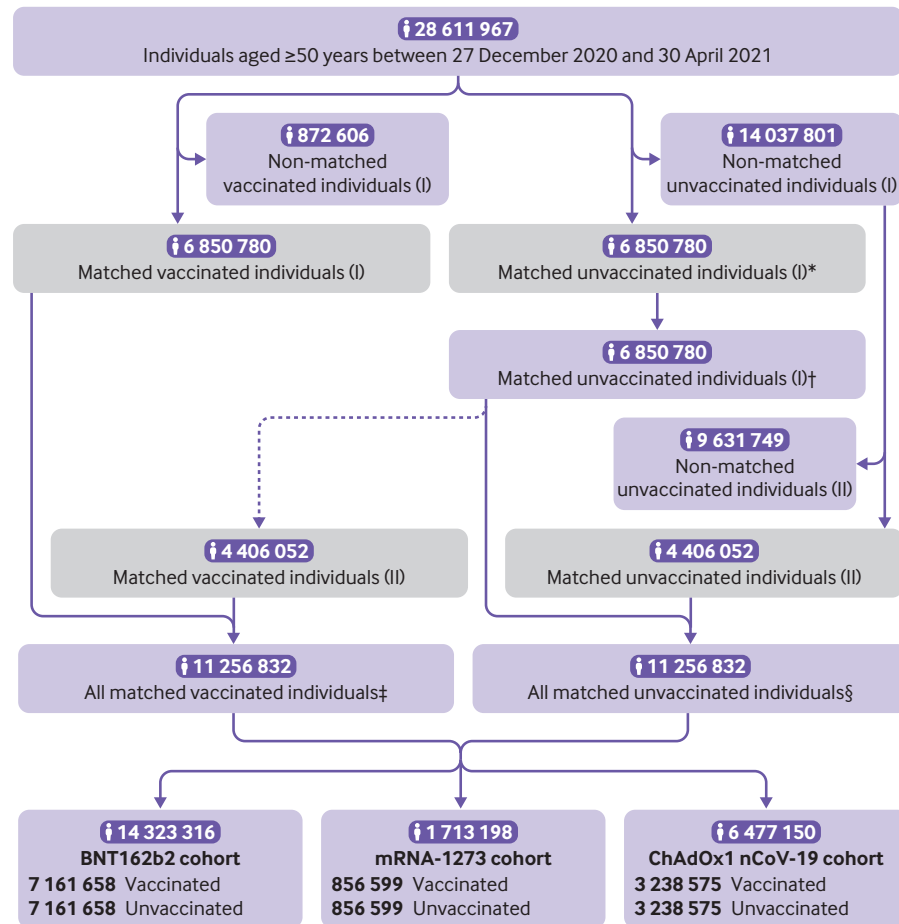 28 611 967
Individuals aged ≥50 years between 27 December 2020 and 30 April 2021
872 606
Non-matched
vaccinated individuals (I)
14 037 801
Non-matched
unvaccinated individuals (I)
6 850 780
Matched vaccinated individuals (I)
6 850 780
Matched unvaccinated individuals (I)*
6 850 780
Matched unvaccinated individuals (I)†
9 631 749
Non-matched
unvaccinated individuals (II)
4 406 052
Matched vaccinated individuals (II)
4 406 052
Matched unvaccinated individuals (II)
11 256 832
All matched vaccinated individuals‡
11 256 832
All matched unvaccinated individuals§
14 323 316
BNT162b2 cohort
7 161 658 Vaccinated
7 161 658 Unvaccinated
1 713 198
mRNA-1273 cohort
856 599 Vaccinated
856 599 Unvaccinated
6 477 150
ChAdOx1 nCoV-19 cohort
3 238 575 Vaccinated
3 238 575 Unvaccinated